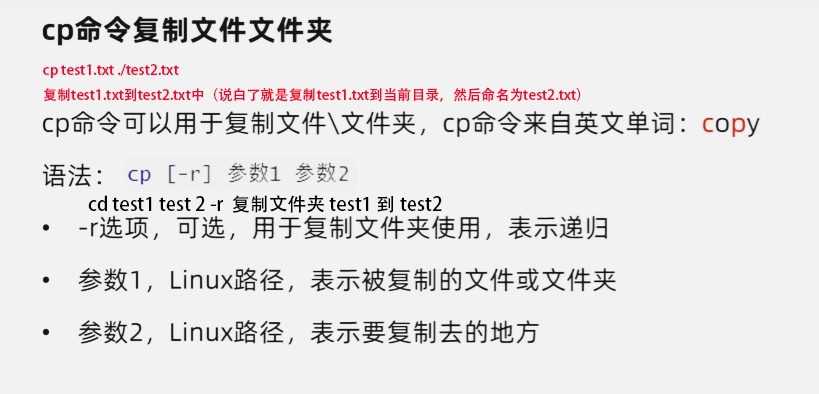 cp命令复制文件文件夹
cp test1.txt ./test2.txt
复制test1.txt到test2.txt中（说白了就是复制test1.txt到当前目录，然后命名为test2.txt）
cp命令可以用于复制文件\文件夹，cp命令来自英文单词：copy
语法： cp [-r] 参数1 参数2
cd test1 test 2 -r 复制文件夹 test1 到 test2
• -r选项，可选，用于复制文件夹使用，表示递归
• 参数1，Linux路径，表示被复制的文件或文件夹
• 参数2，Linux路径，表示要复制去的地方